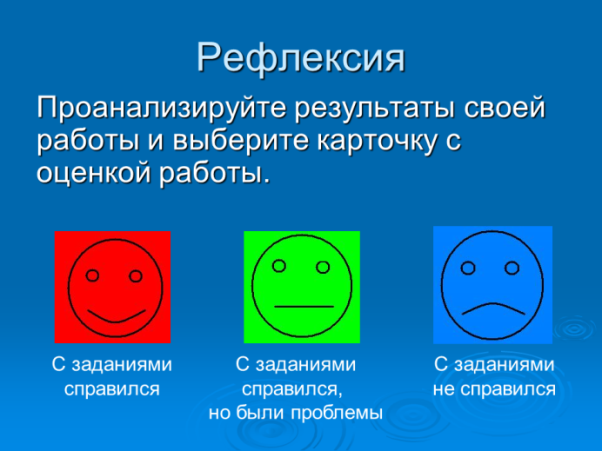 Рефлексия
Проанализируйте результаты своей
работы и выберите карточку с
оценкой работы.
С заданиями
справился
С заданиями
справился,
но были проблемы
С заданиями
не справился